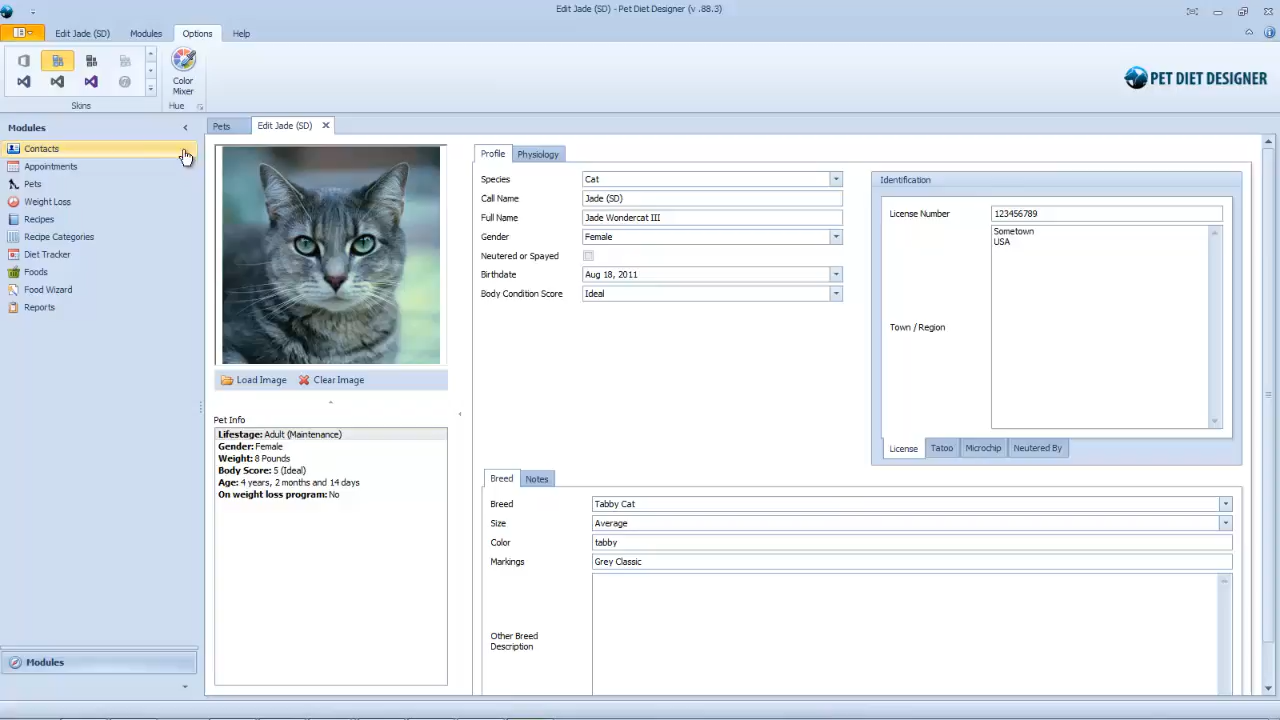 Edit Jade (SD) - Pet Diet Designer (v .88.3)
Edit Jade (SD)
Modules
Options
Help
Color
Mixer
Skins
Hue
PET DIET DESIGNER
Modules
Contacts
Appointments
Pets
Weight Loss
Recipes
Recipe Categories
Diet Tracker
Foods
Food Wizard
Reports
Modules
Pets
Edit Jade (SD)
Load Image
Clear Image
Pet Info
Lifestage: Adult (Maintenance)
Gender: Female
Weight: 8 Pounds
Body Score: 5 (Ideal)
Age: 4 years, 2 months and 14 days
On weight loss program: No
Profile
Physiology
Species Cat
Call Name Jade (SD)
Full Name Jade Wondercat III
Gender Female
Neutered or Spayed
Birthdate Aug 18, 2011
Body Condition Score Ideal
Identification
License Number 123456789
Town / Region
Sometown
USA
License
Tatoo
Microchip
Neutered By
Breed
Notes
Breed Tabby Cat
Size Average
Color tabby
Markings Grey Classic
Other Breed
Description